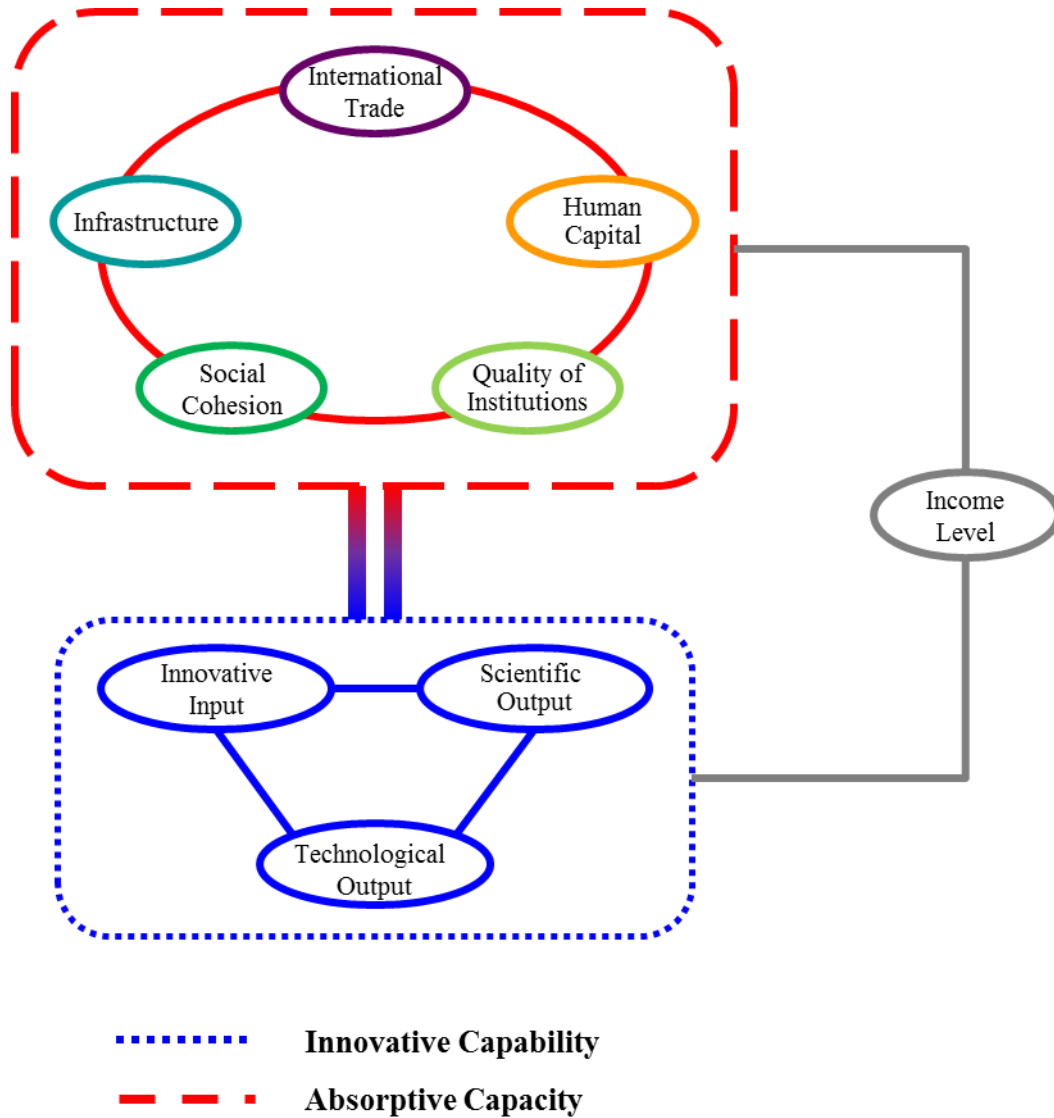 International
Trade
Infrastructure
Human
Capital
Social
Cohesion
Quality of
Institutions
Income
Level
Innovative
Input
Scientific
Output
Technological
Output
Innovative Capability
Absorptive Capacity